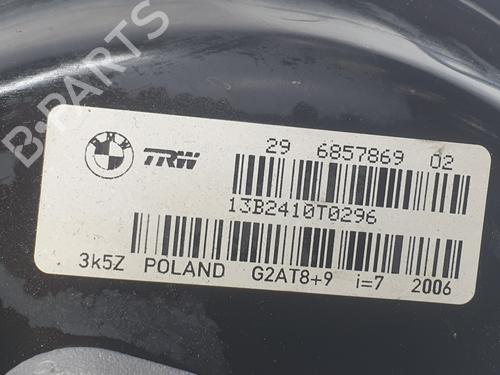 B-PARTS
BMW
TRW
29 6857869 02
13B2410T0296
3k5Z POLAND G2AT8+9 i=7 2006